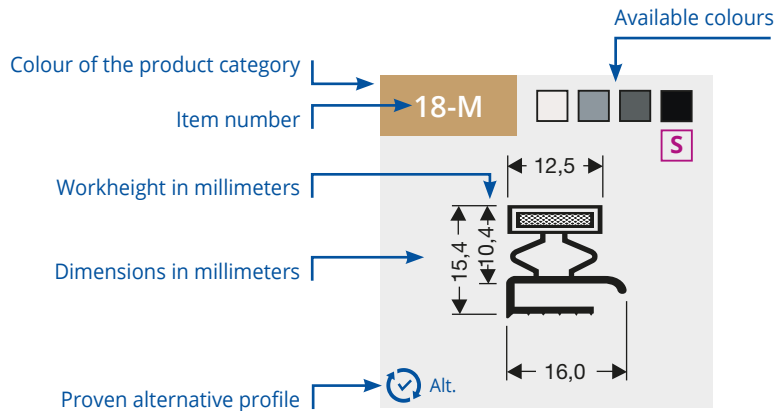 Available colours
Colour of the product category
18-M
Item number
S
12,5
Workheight in millimeters
15,4
10,4
Dimensions in millimeters
16,0
Alt.
Proven alternative profile